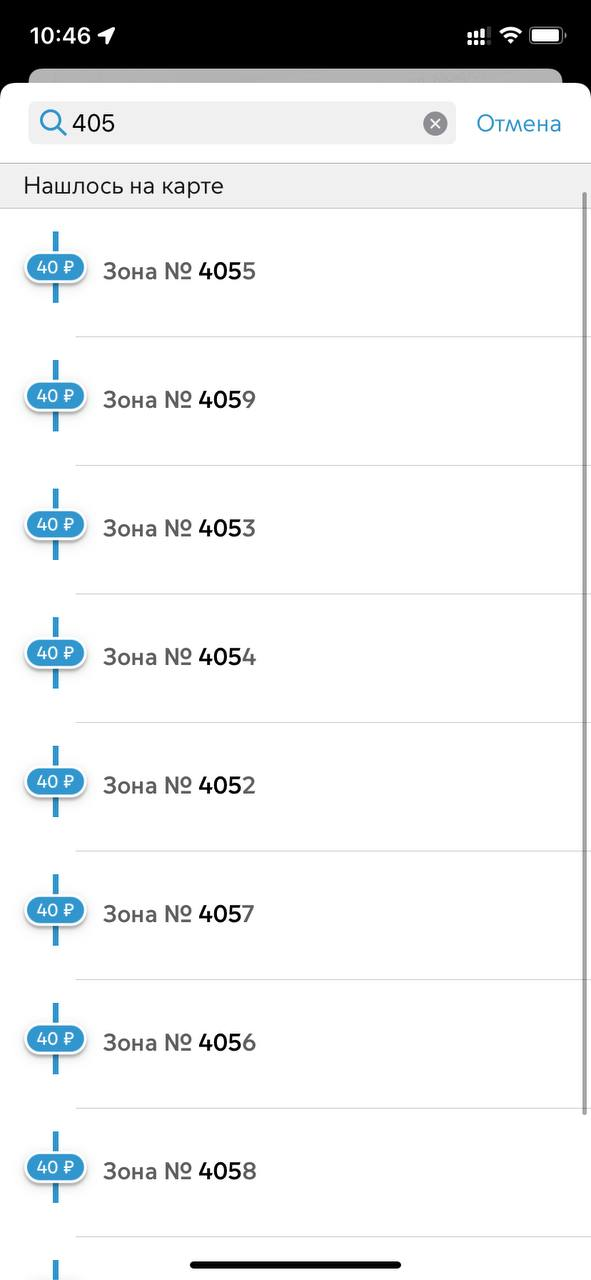 10:46
405
Отмена
Нашлось на карте
40 ₽ Зона № 4055
40 ₽ Зона № 4059
40 ₽ Зона № 4053
40 ₽ Зона № 4054
40 ₽ Зона № 4052
40 ₽ Зона № 4057
40 ₽ Зона № 4056
40 ₽ Зона № 4058